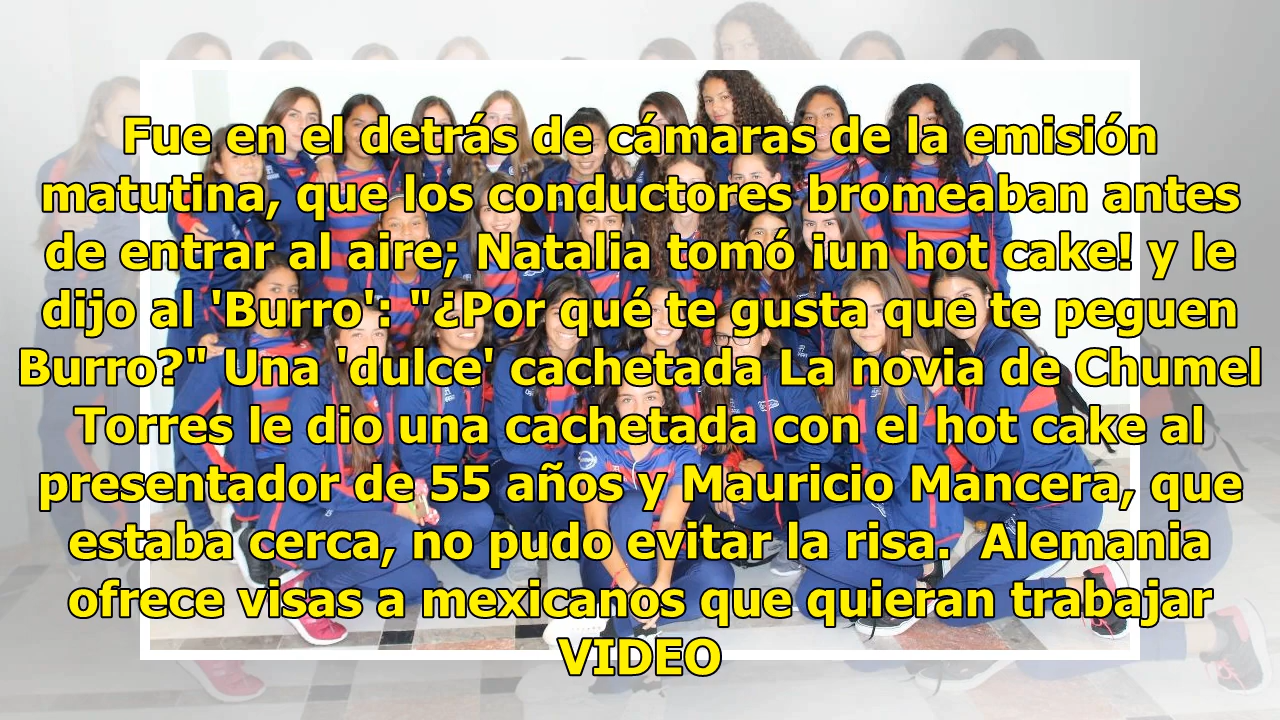 Fue en el detrás de cámaras de la emisión
matutina, que los conductores bromeaban antes
de entrar al aire; Natalia tomó ¡un hot cake! y le
dijo al 'Burro': "¿Por qué te gusta que te peguen
Burro?" Una 'dulce' cachetada La novia de Chumel
Torres le dio una cachetada con el hot cake al
presentador de 55 años y Mauricio Mancera, que
estaba cerca, no pudo evitar la risa.  Alemania
ofrece visas a mexicanos que quieran trabajar
VIDEO